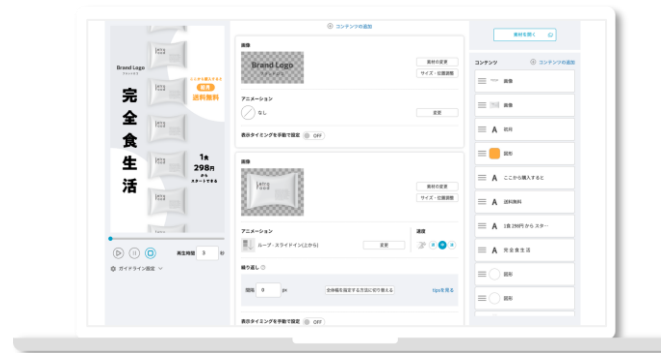 コンテンツの追加
画像
Brand Logo
素材の変更
サイズ・位置調整
アニメーション
なし
変更
表示タイミングを手動で設定
OFF
画像
素材の変更
サイズ・位置調整
アニメーション
ループ:スライドイン(上から)
変更
速度
繰り返し
間隔
0
px
全体幅を指定する方法に切り替える
tipsを見る
表示タイミングを手動で設定
OFF
Brand Logo
完全食生活
ここから購入すると
送料無料
1食
298円
から
スタートできる
再生時間
5
秒
ガイドライン設定
素材を開く
コンテンツ
コンテンツの追加
画像
画像
A
図形
A
ここから購入すると
A
送料無料
A
1食298円 から スター…
A
完全食生活
図形
図形